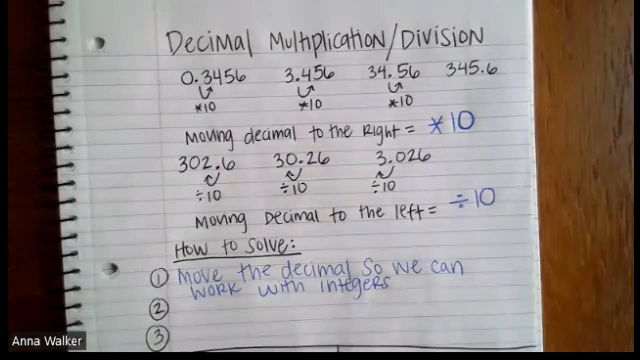 Decimal Multiplication/Division
0.3456 3.456 34.56 345.6
*10 *10 *10
Moving decimal to the Right = *10
302.6 30.26 3.026
÷10 ÷10 ÷10
Moving Decimal to the left = ÷10
How to solve:
① Move the decimal so we can
work with integers
②
③
Anna Walker